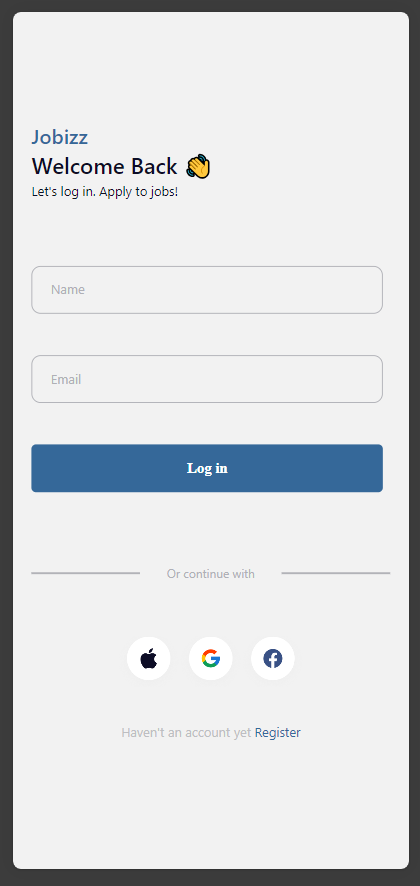 Jobizz
Welcome Back 👋
Let's log in. Apply to jobs!
Name
Email
Log in
Or continue with
Haven't an account yet Register